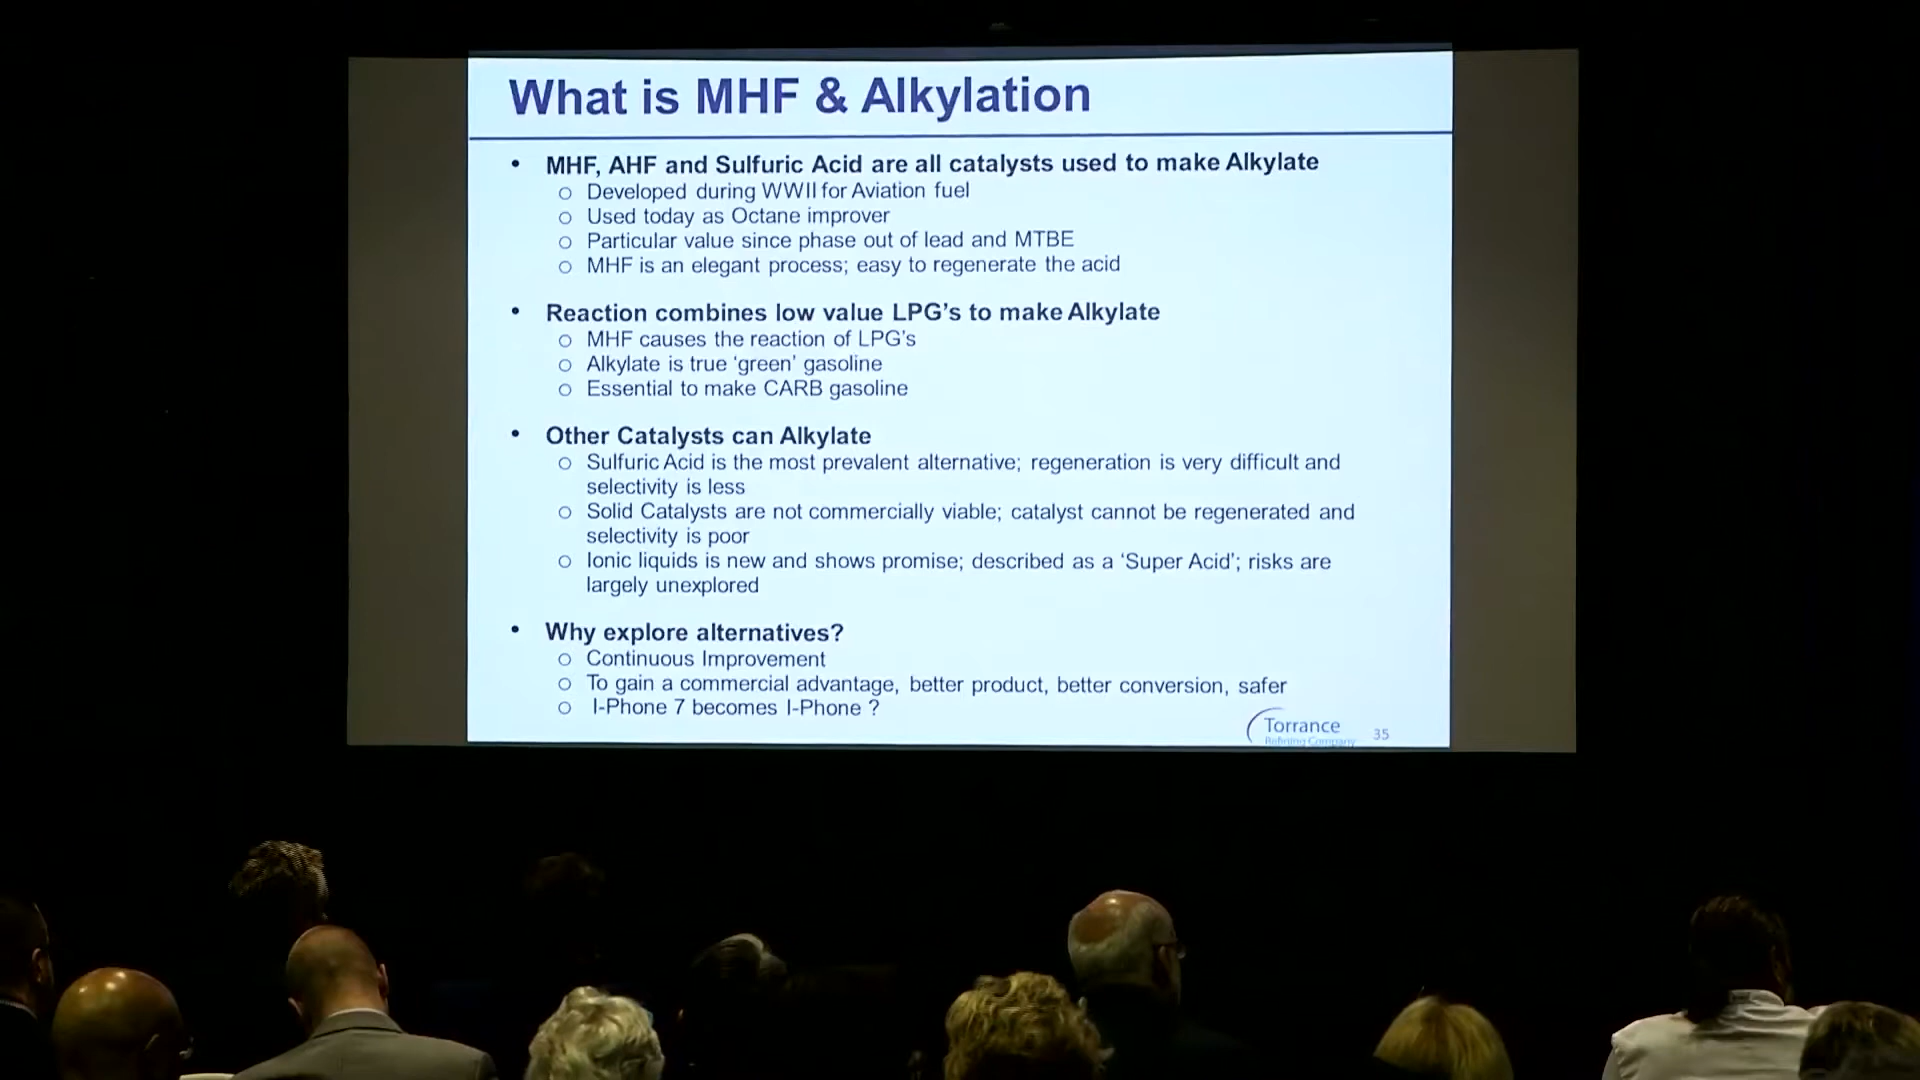 What is MHF & Alkylation
• MHF, AHF and Sulfuric Acid are all catalysts used to make Alkylate
o Developed during WWII for Aviation fuel
o Used today as Octane improver
o Particular value since phase out of lead and MTBE
o MHF is an elegant process; easy to regenerate the acid
• Reaction combines low value LPG's to make Alkylate
o MHF causes the reaction of LPG's
o Alkylate is true ‘green’ gasoline
o Essential to make CARB gasoline
• Other Catalysts can Alkylate
o Sulfuric Acid is the most prevalent alternative; regeneration is very difficult and
selectivity is less
o Solid Catalysts are not commercially viable; catalyst cannot be regenerated and
selectivity is poor
o Ionic liquids is new and shows promise; described as a ‘Super Acid’; risks are
largely unexplored
• Why explore alternatives?
o Continuous Improvement
o To gain a commercial advantage, better product, better conversion, safer
o I-Phone 7 becomes I-Phone ?
Torrance
Refining Company
35